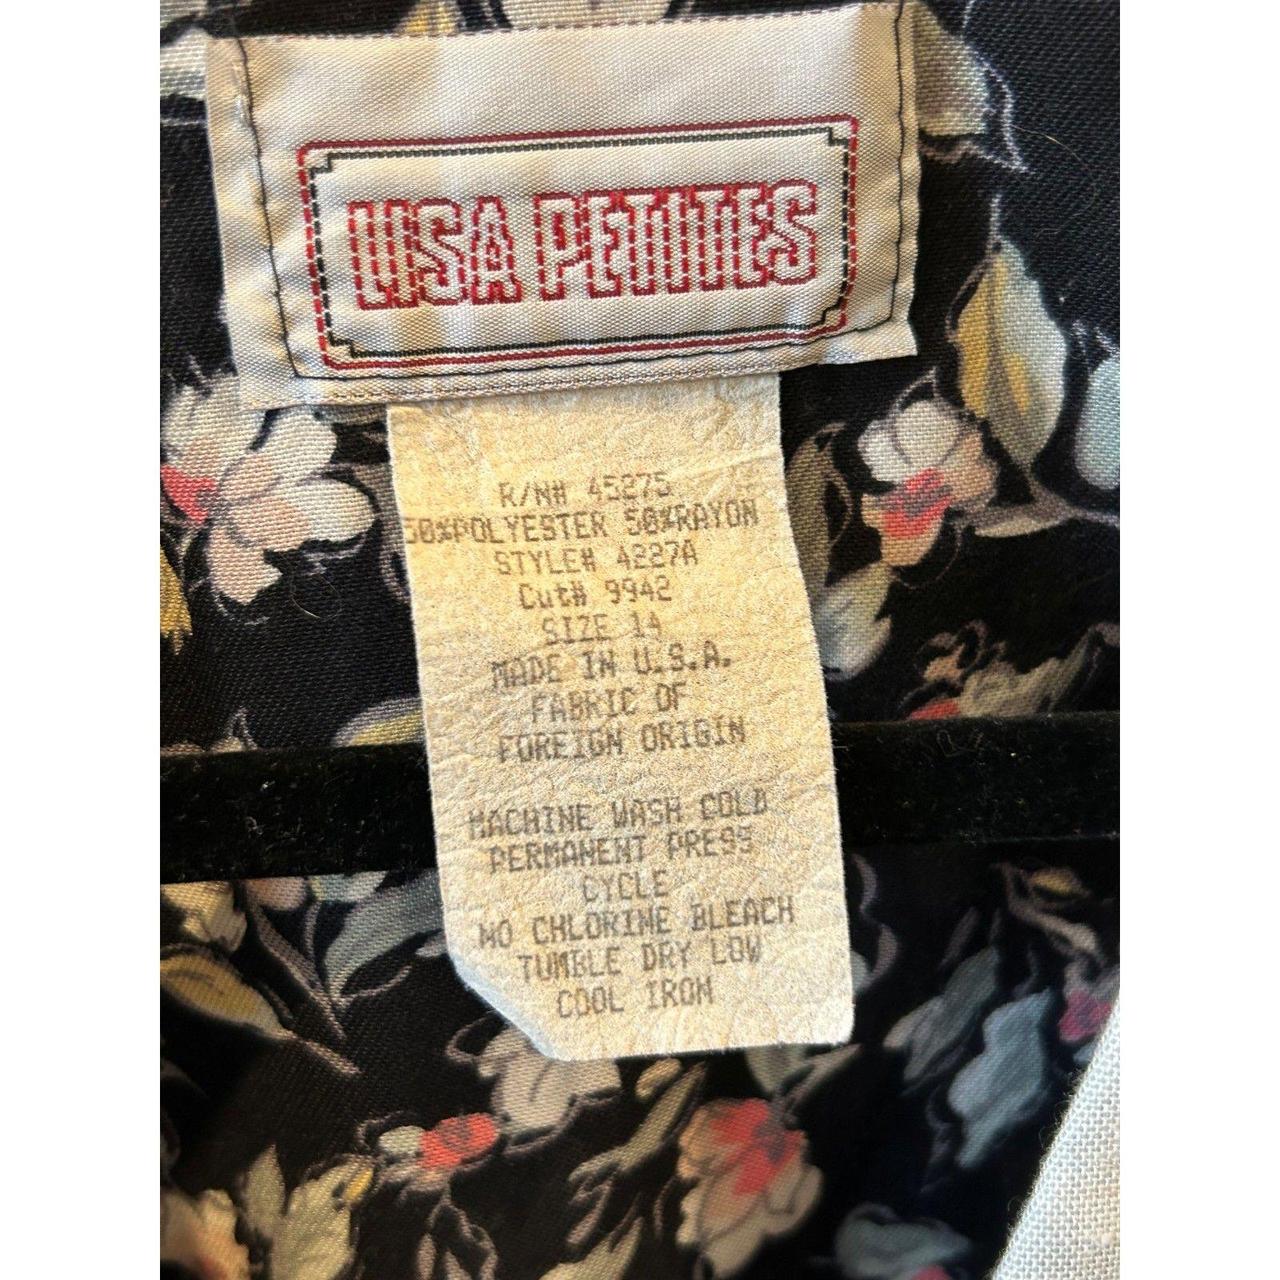 LISA PETITES
R/N# 45275
50%POLYESTER 50%RAYON
STYLE# 4227A
Cut# 9942
SIZE 14
MADE IN U.S.A.
FABRIC OF
FOREIGN ORIGIN
MACHINE WASH COLD
PERMANENT PRESS
CYCLE
NO CHLORINE BLEACH
TUMBLE DRY LOW
COOL IRON